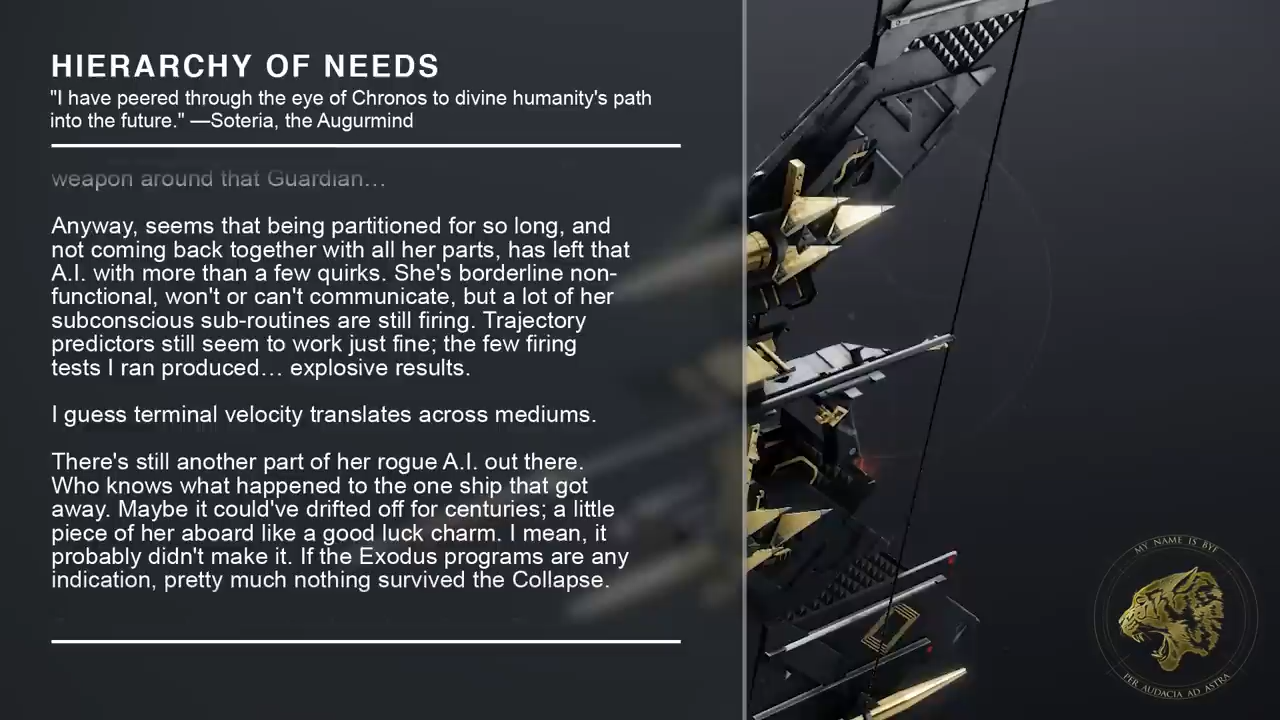 HIERARCHY OF NEEDS
"I have peered through the eye of Chronos to divine humanity's path
into the future." —Soteria, the Augurmind
weapon around that Guardian…
Anyway, seems that being partitioned for so long, and
not coming back together with all her parts, has left that
A.I. with more than a few quirks. She's borderline non-
functional, won't or can't communicate, but a lot of her
subconscious sub-routines are still firing. Trajectory
predictors still seem to work just fine; the few firing
tests I ran produced… explosive results.
I guess terminal velocity translates across mediums.
There's still another part of her rogue A.I. out there.
Who knows what happened to the one ship that got
away. Maybe it could've drifted off for centuries; a little
piece of her aboard like a good luck charm. I mean, it
probably didn't make it. If the Exodus programs are any
indication, pretty much nothing survived the Collapse.
MY NAME IS BYF
PER AUDACIA AD ASTRA